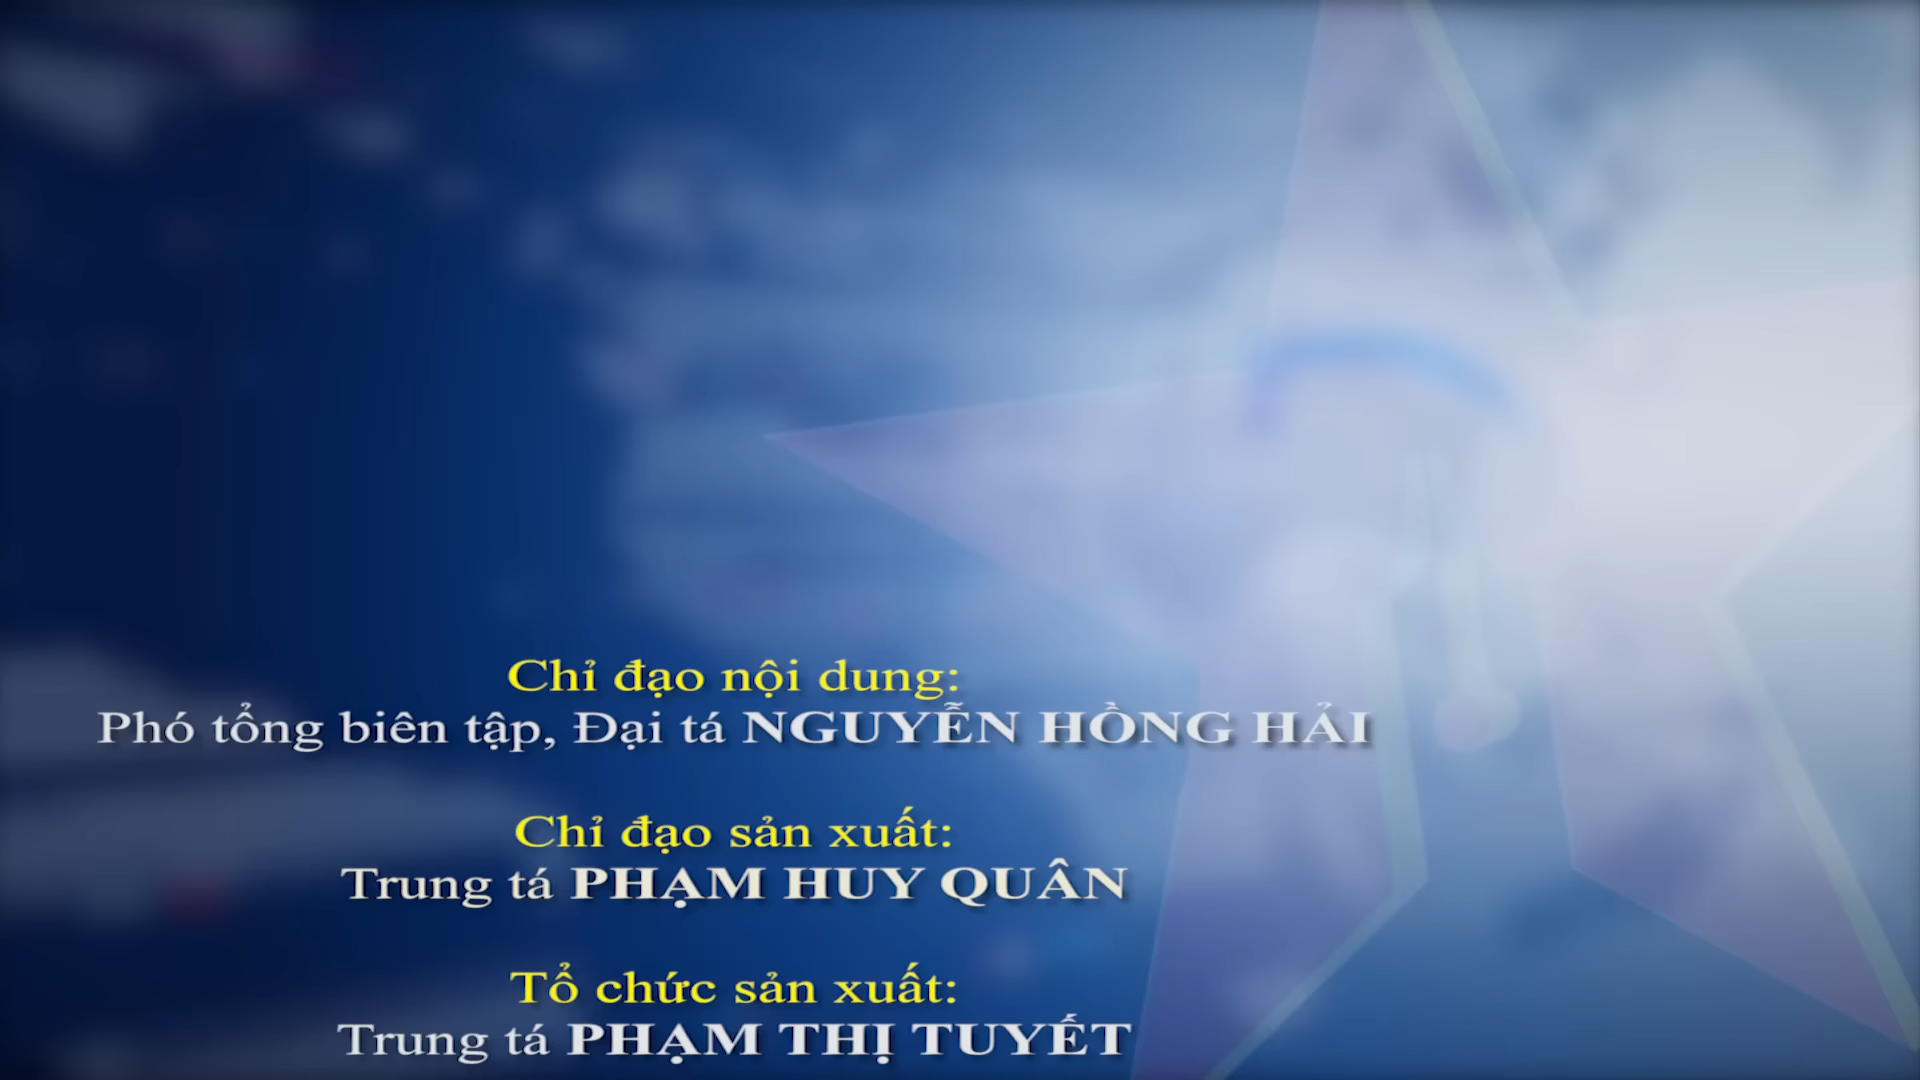 Chỉ đạo nội dung:
Phó tổng biên tập, Đại tá NGUYỄN HỒNG HẢI
Chỉ đạo sản xuất:
Trung tá PHẠM HUY QUÂN
Tổ chức sản xuất:
Trung tá PHẠM THỊ TUYẾT